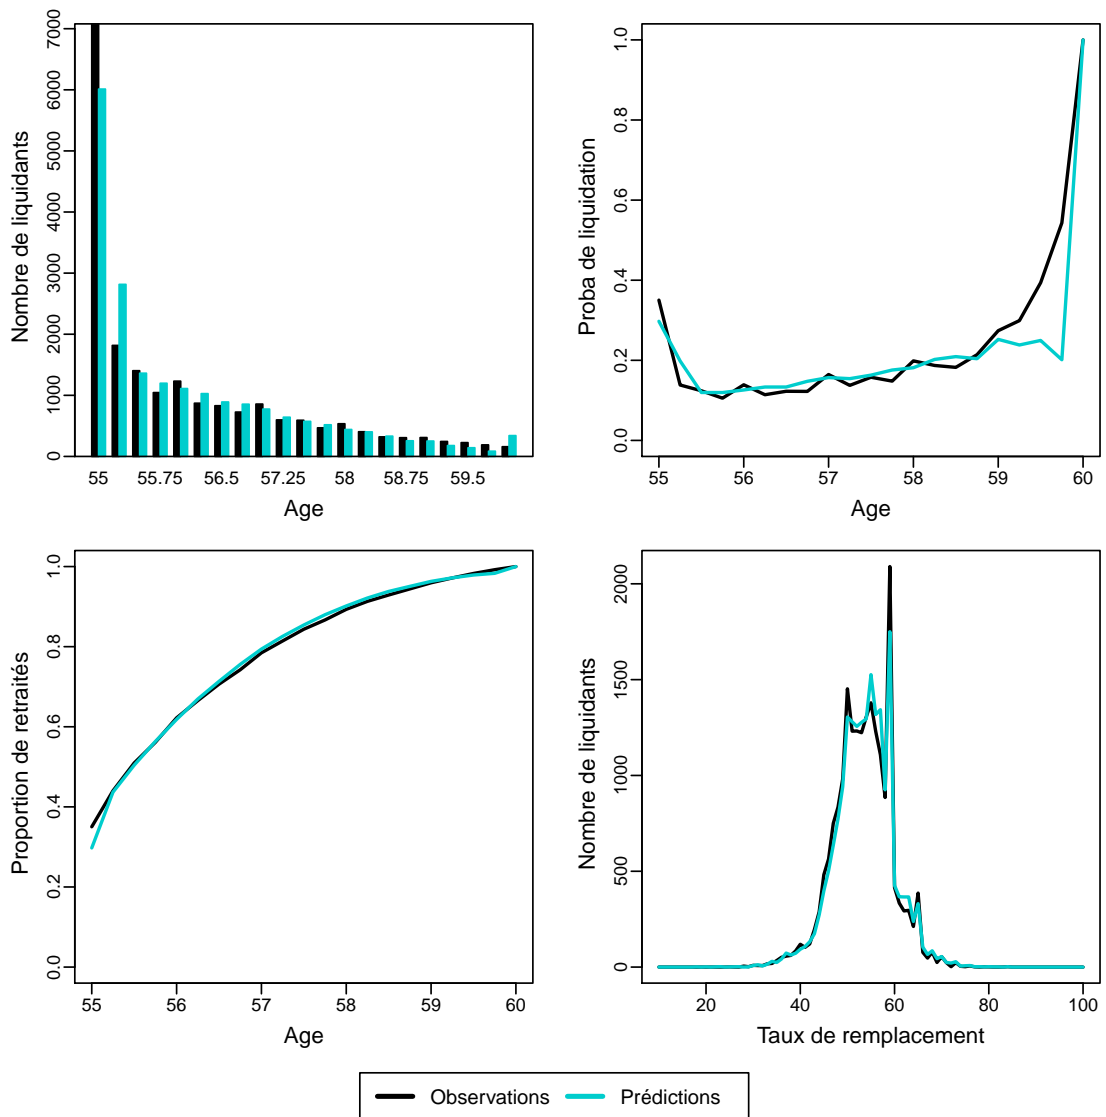 Nombre de liquidants
0 1000 2000 3000 4000 5000 6000 7000
55 55.75 56.5 57.25 58 58.75 59.5
Age
Proba de liquidation
0.0 0.2 0.4 0.6 0.8 1.0
55 56 57 58 59 60
Age
Proportion de retraités
0.0 0.2 0.4 0.6 0.8 1.0
55 56 57 58 59 60
Age
Nombre de liquidants
0 500 1000 1500 2000
20 40 60 80 100
Taux de remplacement
Observations Prédictions